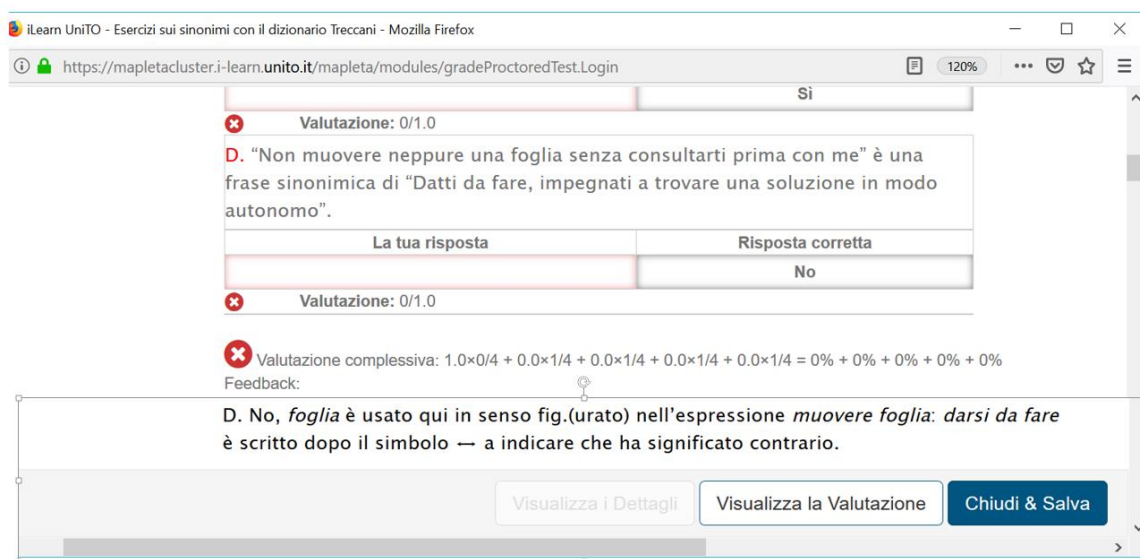 iLearn UniTO - Esercizi sui sinonimi con il dizionario Treccani - Mozilla Firefox
https://mapletacluster.i-learn.unito.it/mapleta/modules/gradeProctoredTest.Login
120%
Sì
Valutazione: 0/1.0
D. “Non muovere neppure una foglia senza consultarti prima con me” è una
frase sinonimica di “Datti da fare, impegnati a trovare una soluzione in modo
autonomo”.
La tua risposta Risposta corretta
No
Valutazione: 0/1.0
Valutazione complessiva: 1.0×0/4 + 0.0×1/4 + 0.0×1/4 + 0.0×1/4 + 0.0×1/4 = 0% + 0% + 0% + 0% + 0%
Feedback:
D. No, foglia è usato qui in senso fig.(urato) nell’espressione muovere foglia: darsi da fare
è scritto dopo il simbolo ↔ a indicare che ha significato contrario.
Visualizza i Dettagli Visualizza la Valutazione Chiudi & Salva